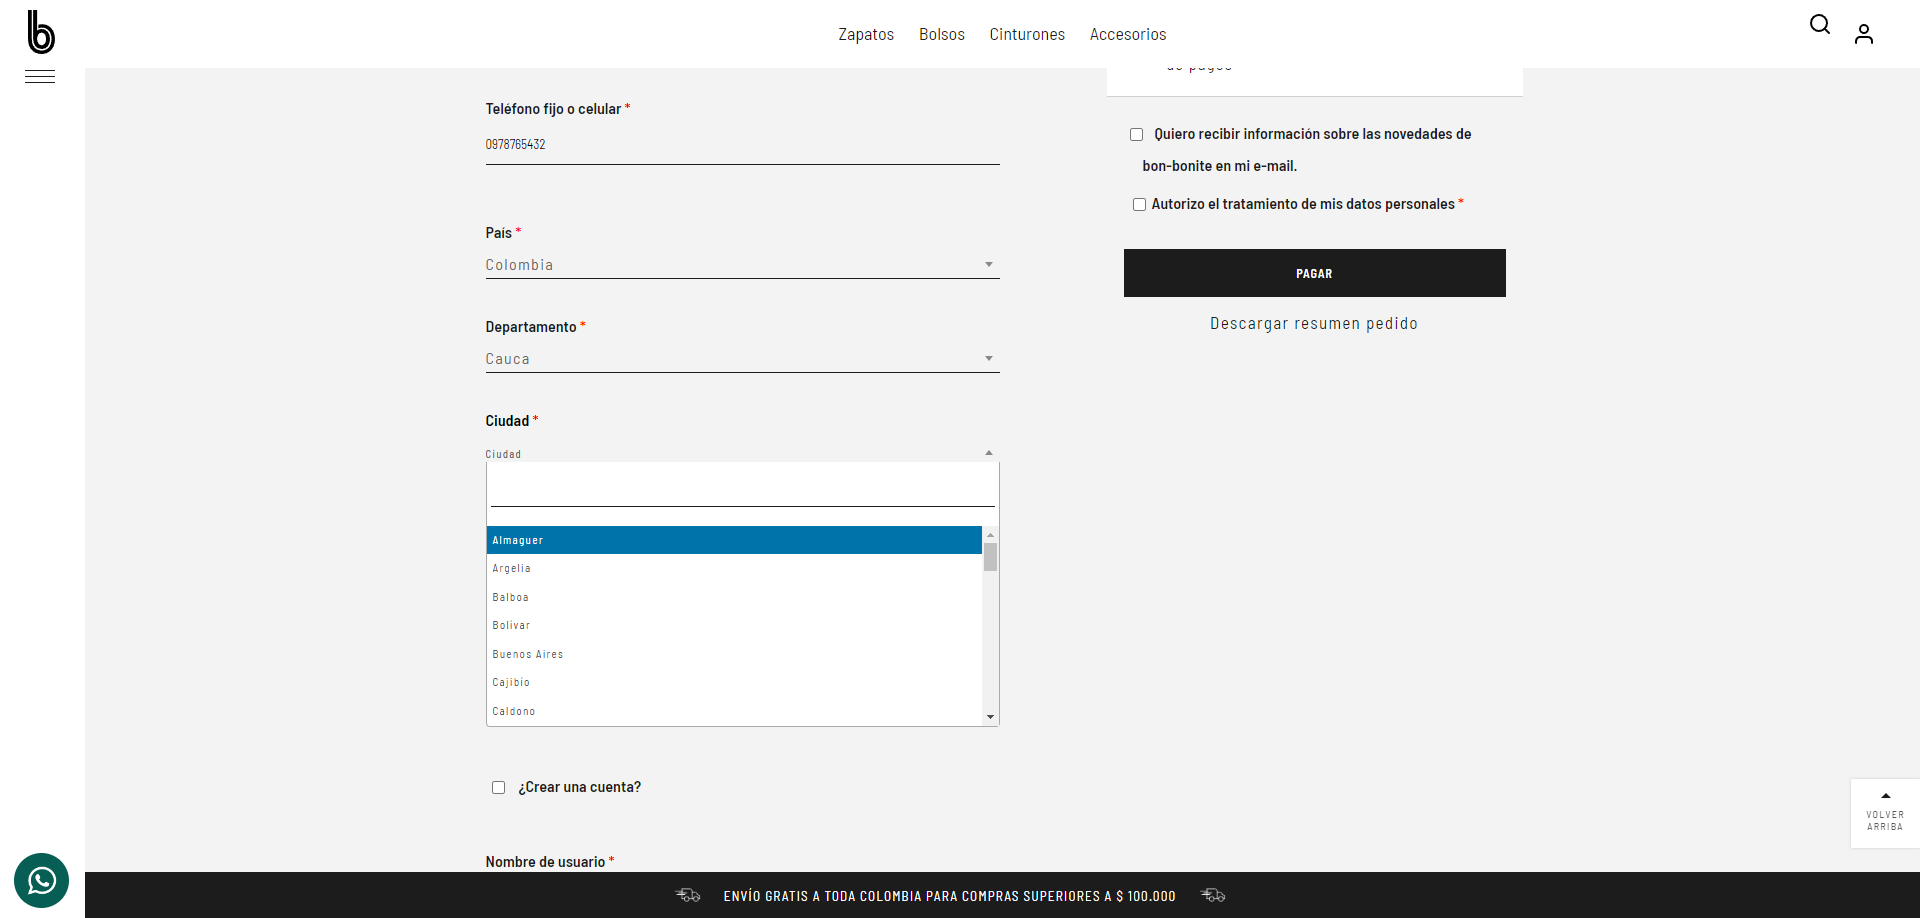 b
Zapatos Bolsos Cinturones Accesorios
Teléfono fijo o celular *
0978765432
País *
Colombia
Departamento *
Cauca
Ciudad *
Ciudad
Almaguer
Argelia
Balboa
Bolivar
Buenos Aires
Cajibio
Caldono
¿Crear una cuenta?
Nombre de usuario *
de pagos
Quiero recibir información sobre las novedades de
bon-bonite en mi e-mail.
Autorizo el tratamiento de mis datos personales *
PAGAR
Descargar resumen pedido
VOLVER
ARRIBA
ENVÍO GRATIS A TODA COLOMBIA PARA COMPRAS SUPERIORES A $ 100.000